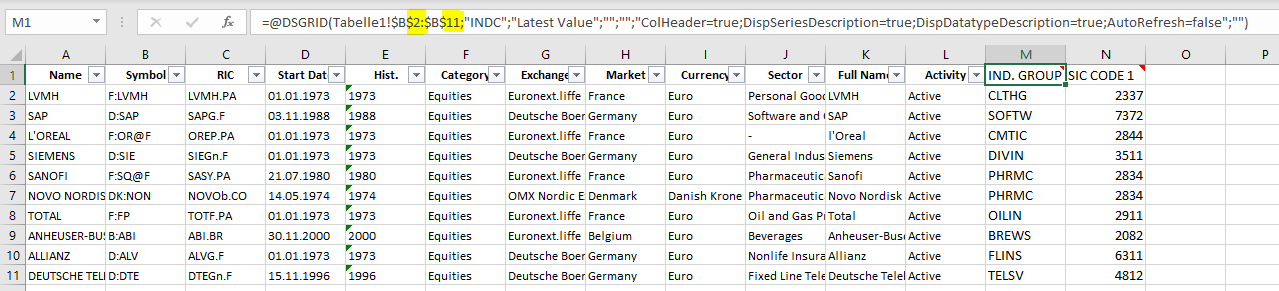 M1 fx =@DSGRID(Tabelle1!$B$2:$B$11;"INDC";"Latest Value";"";"";"ColHeader=true;DispSeriesDescription=true;DispDatatypeDescription=true;AutoRefresh=false";"")
A B C D E F G H I J K L M N O P
1 Name Symbol RIC Start Dat Hist. Category Exchange Market Currency Sector Full Nam Activity IND. GROUP SIC CODE 1
2 LVMH F:LVMH LVMH.PA 01.01.1973 1973 Equities Euronext.liffe France Euro Personal Goo LVMH Active CLTHG 2337
3 SAP D:SAP SAPG.F 03.11.1988 1988 Equities Deutsche Boer Germany Euro Software and SAP Active SOFTW 7372
4 L'OREAL F:OR@F OREP.PA 01.01.1973 1973 Equities Euronext.liffe France Euro - l'Oreal Active CMTIC 2844
5 SIEMENS D:SIE SIEGn.F 01.01.1973 1973 Equities Deutsche Boer Germany Euro General Indus Siemens Active DIVIN 3511
6 SANOFI F:SQ@F SASY.PA 21.07.1980 1980 Equities Euronext.liffe France Euro Pharmaceutic Sanofi Active PHRMC 2834
7 NOVO NORDIS DK:NON NOVOb.CO 14.05.1974 1974 Equities OMX Nordic E Denmark Danish Krone Pharmaceutic Novo Nordisk Active PHRMC 2834
8 TOTAL F:FP TOTF.PA 01.01.1973 1973 Equities Euronext.liffe France Euro Oil and Gas P Total Active OILIN 2911
9 ANHEUSER-BUS B:ABI ABI.BR 30.11.2000 2000 Equities Euronext.liffe Belgium Euro Beverages Anheuser-Bus Active BREWS 2082
10 ALLIANZ D:ALV ALVG.F 01.01.1973 1973 Equities Deutsche Boer Germany Euro Nonlife Insura Allianz Active FLINS 6311
11 DEUTSCHE TEL D:DTE DTEGn.F 15.11.1996 1996 Equities Deutsche Boer Germany Euro Fixed Line Tele Deutsche Tele Active TELSV 4812